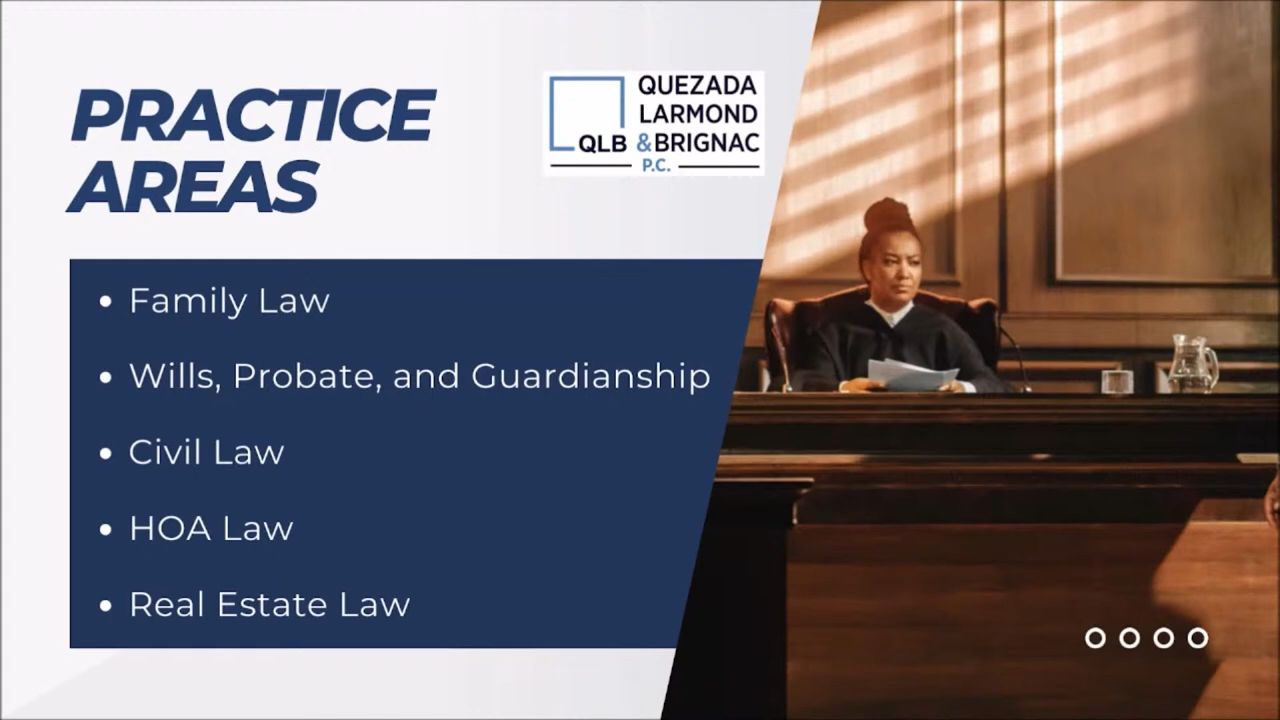 PRACTICE
AREAS
QUEZADA
LARMOND
QLB &BRIGNAC
P.C.
• Family Law
• Wills, Probate, and Guardianship
• Civil Law
• HOA Law
• Real Estate Law